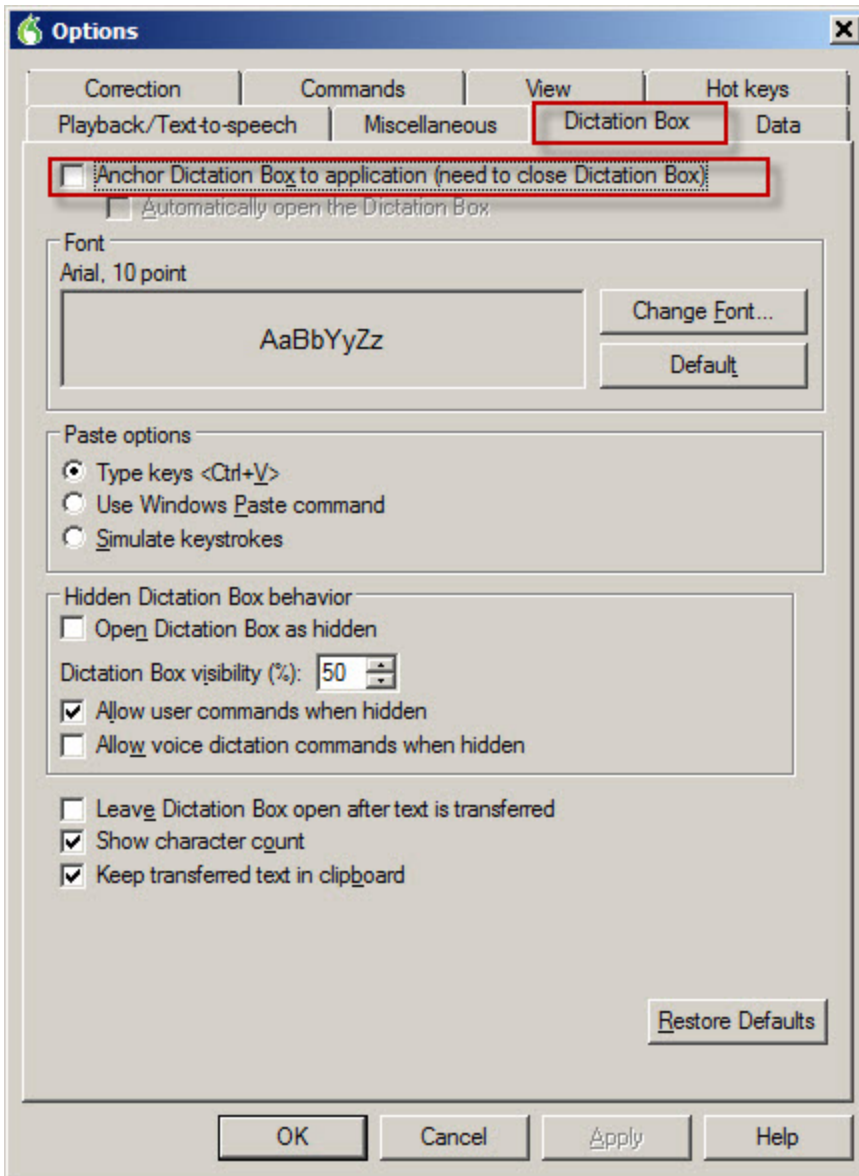 Options
Correction Commands View Hot keys
Playback/Text-to-speech Miscellaneous Dictation Box Data
Anchor Dictation Box to application (need to close Dictation Box)
Automatically open the Dictation Box
Font
Arial, 10 point
AaBbYyZz
Change Font...
Default
Paste options
Type keys <Ctrl+V>
Use Windows Paste command
Simulate keystrokes
Hidden Dictation Box behavior
Open Dictation Box as hidden
Dictation Box visibility (%): 50
Allow user commands when hidden
Allow voice dictation commands when hidden
Leave Dictation Box open after text is transferred
Show character count
Keep transferred text in clipboard
Restore Defaults
OK Cancel Apply Help